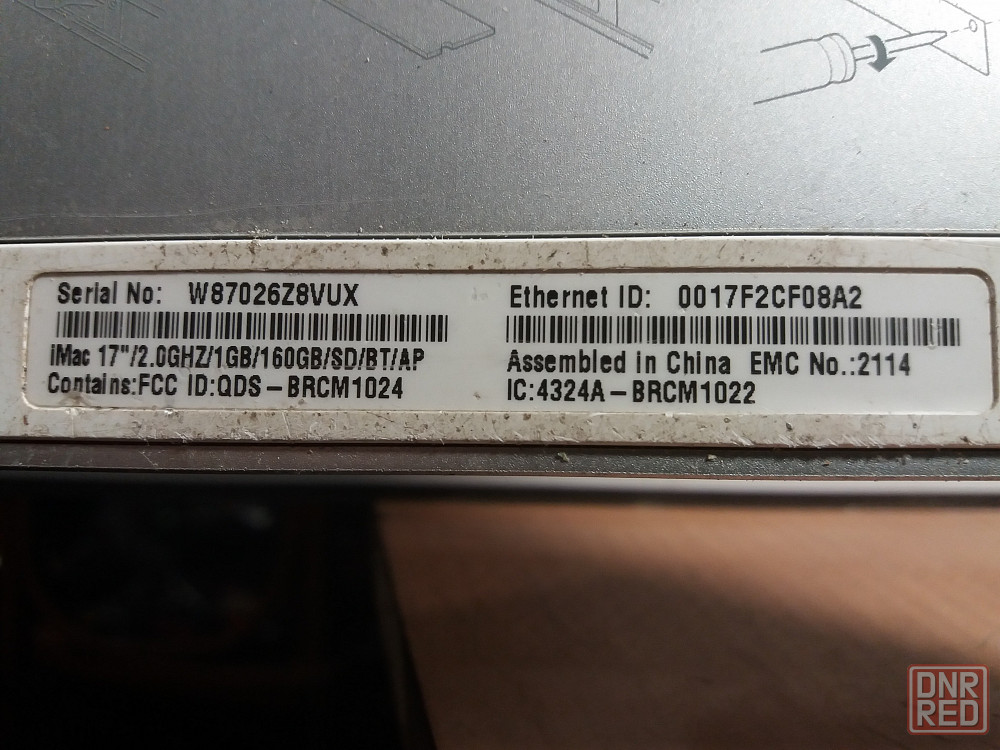 Serial No: W87026Z8VUX
iMac 17"/2.0GHZ/1GB/160GB/SD/BT/AP
Contains:FCC ID:QDS-BRCM1024
Ethernet ID: 0017F2CF08A2
Assembled in China EMC No.:2114
IC:4324A-BRCM1022
DNR
RED